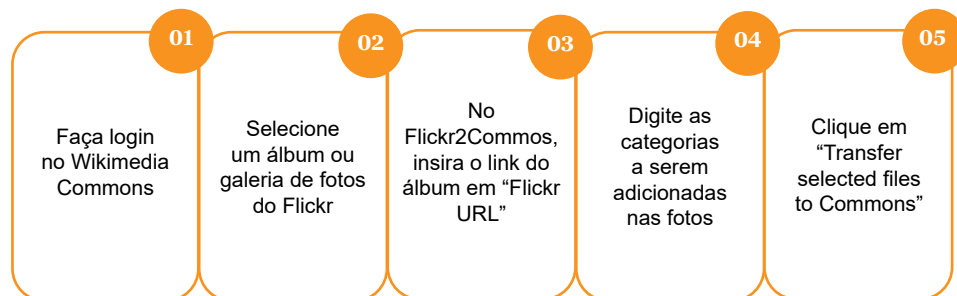 01
Faça login
no Wikimedia
Commons
02
Selecione
um álbum ou
galeria de fotos
do Flickr
03
No
Flickr2Commos,
insira o link do
álbum em “Flickr
URL”
04
Digite as
categorias
a serem
adicionadas
nas fotos
05
Clique em
“Transfer
selected files
to Commons”